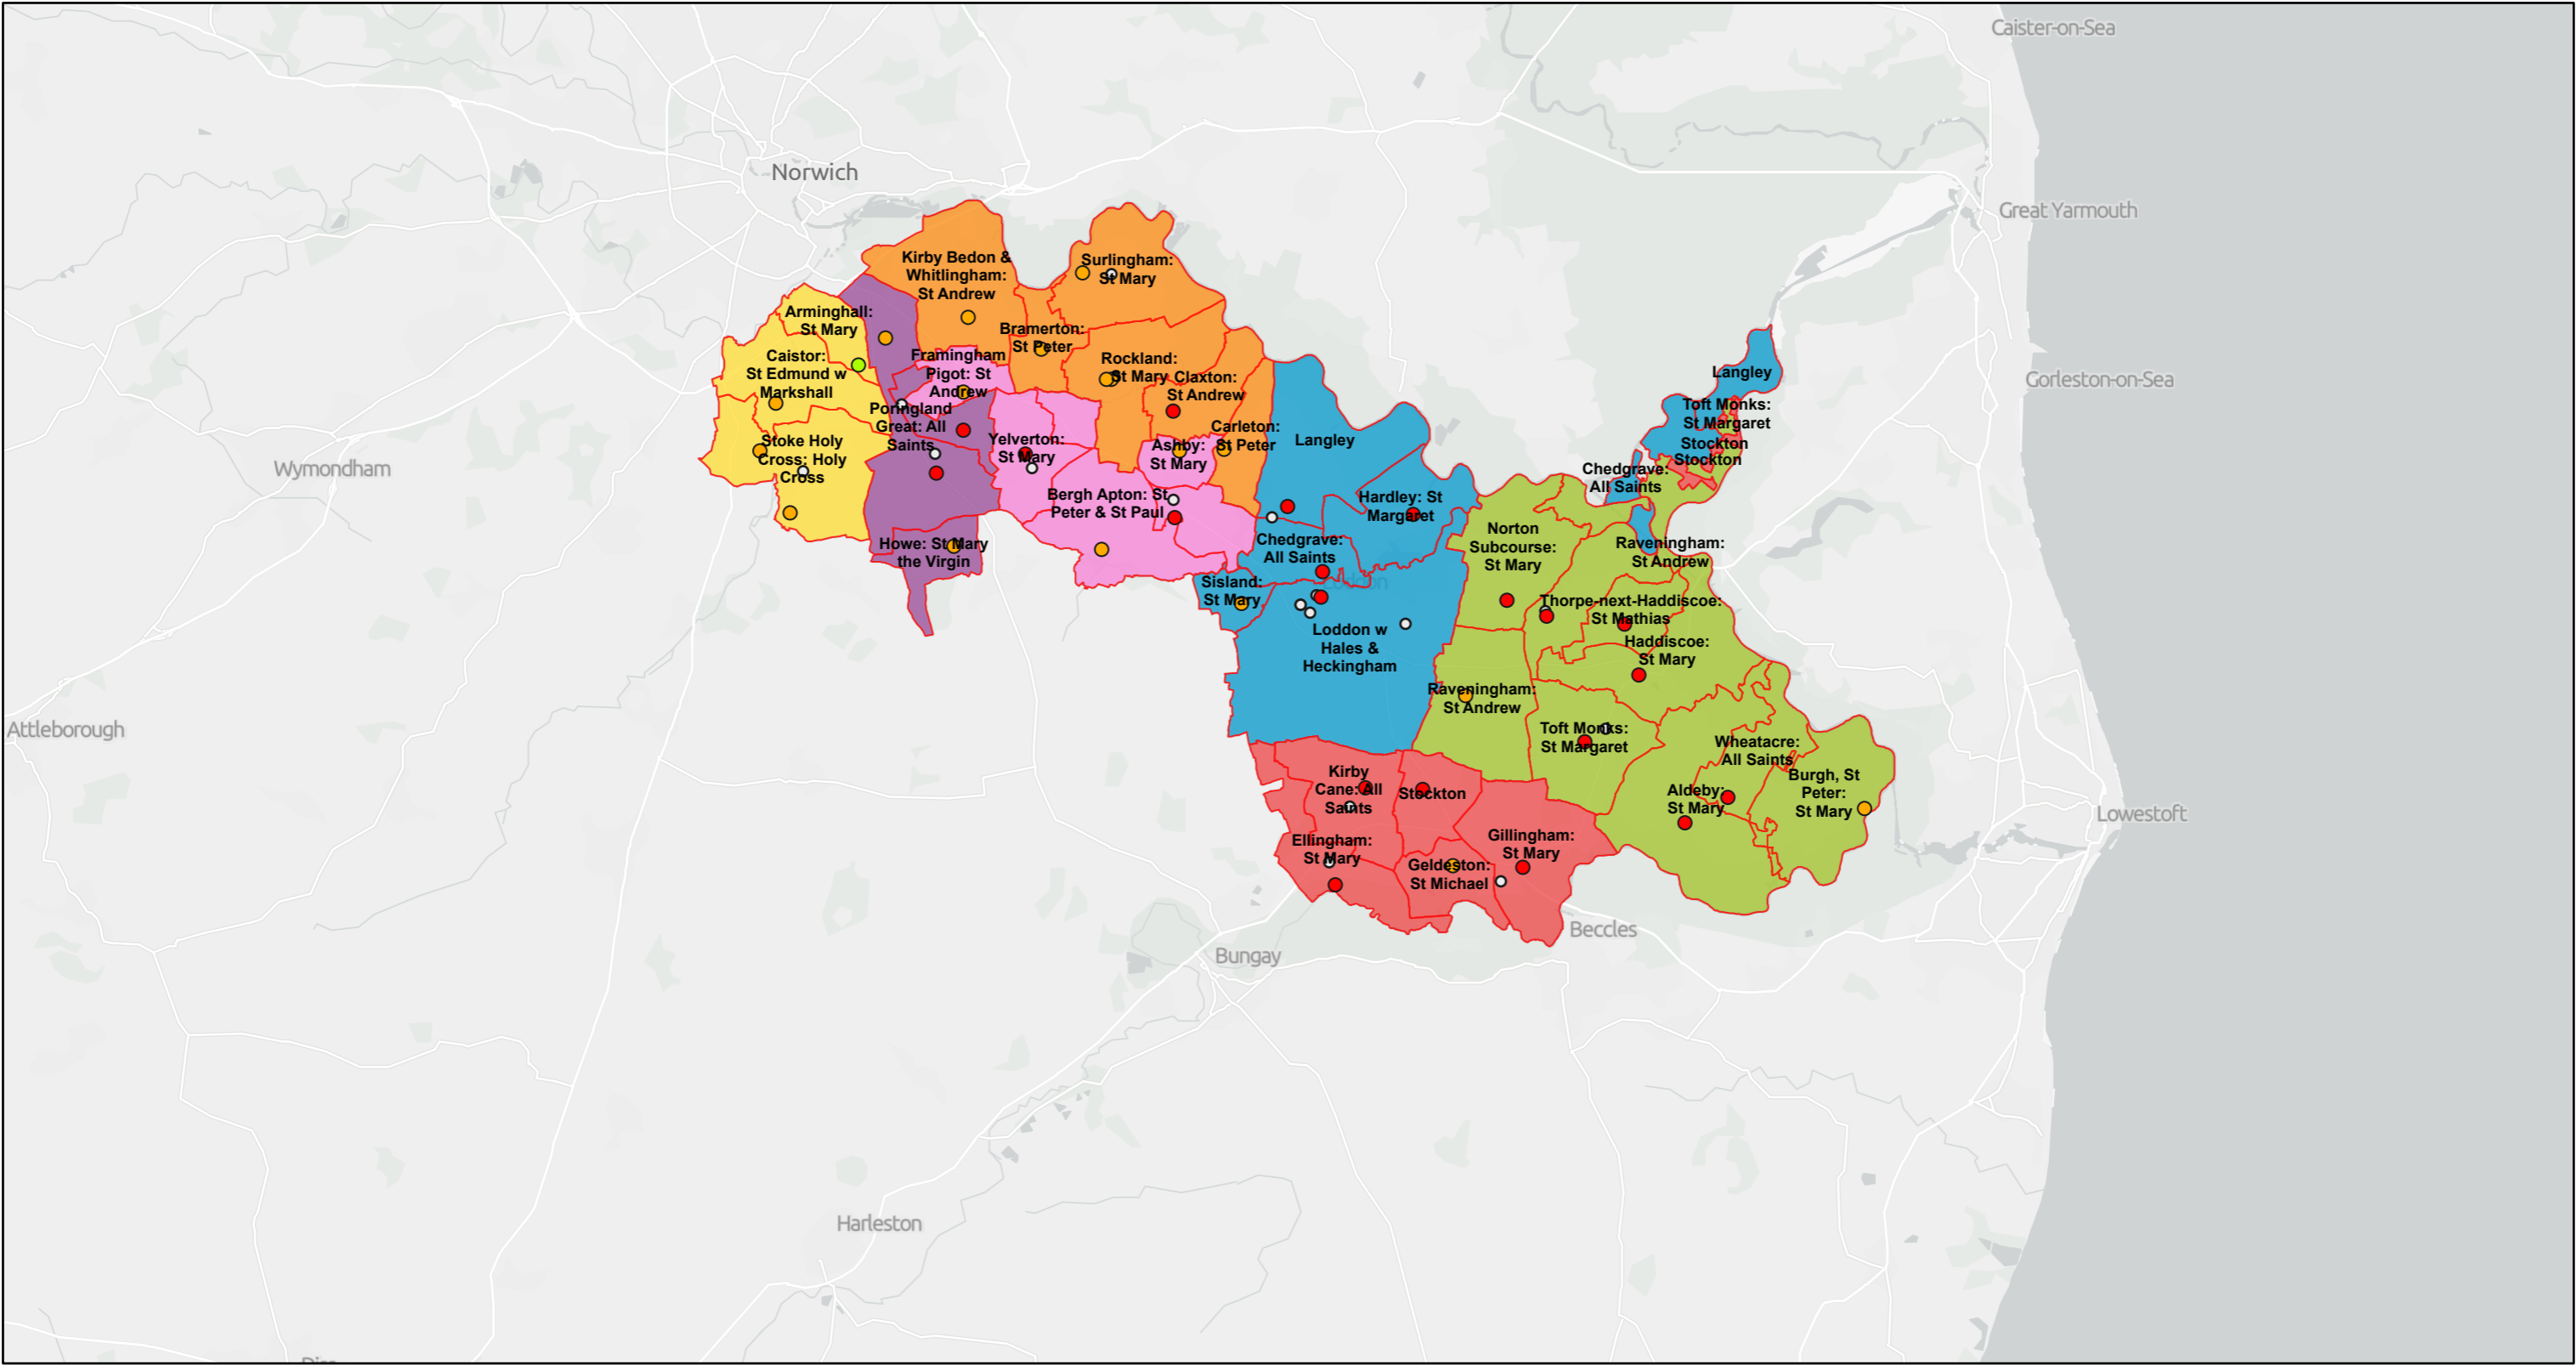 Caister-on-Sea
Norwich
Great Yarmouth
Kirby Bedon &
Whitlingham:
St Andrew
Surlingham:
St Mary
Arminghall:
St Mary
Bramerton:
St Peter
Caistor:
St Edmund w
Markshall
Framingham
Pigot: St
Andrew
Rockland:
St Mary
Claxton:
St Andrew
Langley
Gorleston-on-Sea
Poringland
Great: All
Saints
Toft Monks:
St Margaret
Stockton
Stockton
Stoke Holy
Cross: Holy
Cross
Yelverton:
St Mary
Ashby:
St Mary
Carleton:
St Peter
Langley
Wymondham
Chedgrave:
All Saints
Bergh Apton: St
Peter & St Paul
Hardley: St
Margaret
Norton
Subcourse:
St Mary
Howe: St Mary
the Virgin
Chedgrave:
All Saints
Raveningham:
St Andrew
Sisland:
St Mary
Loddon
Thorpe-next-Haddiscoe:
St Mathias
Loddon w
Hales &
Heckingham
Haddiscoe:
St Mary
Raveningham:
St Andrew
Attleborough
Toft Monks:
St Margaret
Wheatacre:
All Saints
Kirby
Cane: All
Saints
Stockton
Aldeby:
St Mary
Burgh, St
Peter:
St Mary
Lowestoft
Ellingham:
St Mary
Geldeston:
St Michael
Gillingham:
St Mary
Beccles
Bungay
Harleston